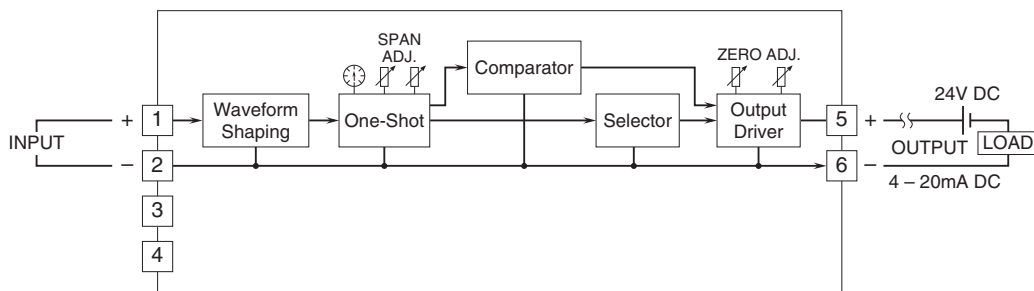 SPAN
ADJ.
ZERO ADJ.
Comparator
24V DC
INPUT
+
1
Waveform
Shaping
One-Shot
Selector
Output
Driver
5
+
OUTPUT
LOAD
–
2
6
–
4 – 20mA DC
3
4